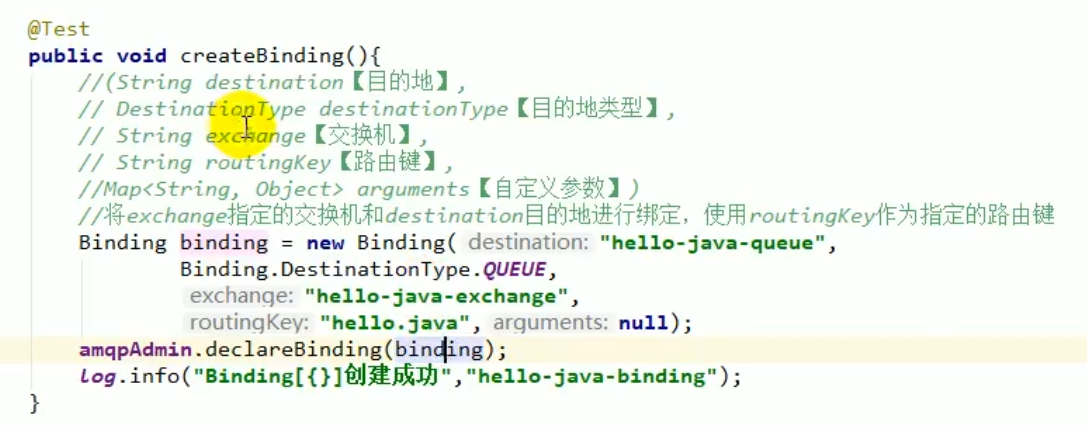 @Test
public void createBinding(){
//(String destination【目的地】,
// DestinationType destinationType【目的地类型】,
// String exchange【交换机】,
// String routingKey【路由键】,
//Map<String, Object> arguments【自定义参数】)
//将exchange指定的交换机和destination目的地进行绑定，使用routingKey作为指定的路由键
Binding binding = new Binding( destination: "hello-java-queue",
Binding.DestinationType.QUEUE,
exchange: "hello-java-exchange",
routingKey: "hello.java", arguments: null);
amqpAdmin.declareBinding(binding);
log.info("Binding[{}]创建成功","hello-java-binding");
}